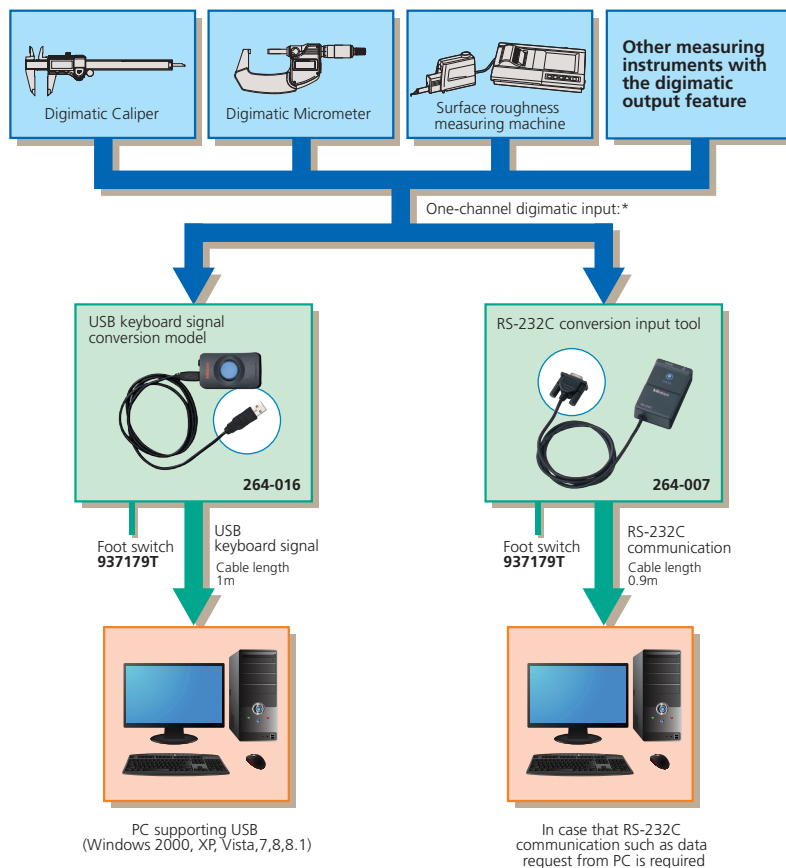 Digimatic Caliper
Digimatic Micrometer
Surface roughness
measuring machine
Other measuring
instruments with
the digimatic
output feature
One-channel digimatic input:*
USB keyboard signal
conversion model
264-016
RS-232C conversion input tool
Mitutoyo
264-007
Foot switch
937179T
USB
keyboard signal
Cable length
1m
Foot switch
937179T
RS-232C
communication
Cable length
0.9m
PC supporting USB
(Windows 2000, XP, Vista,7,8,8.1)
In case that RS-232C
communication such as data
request from PC is required